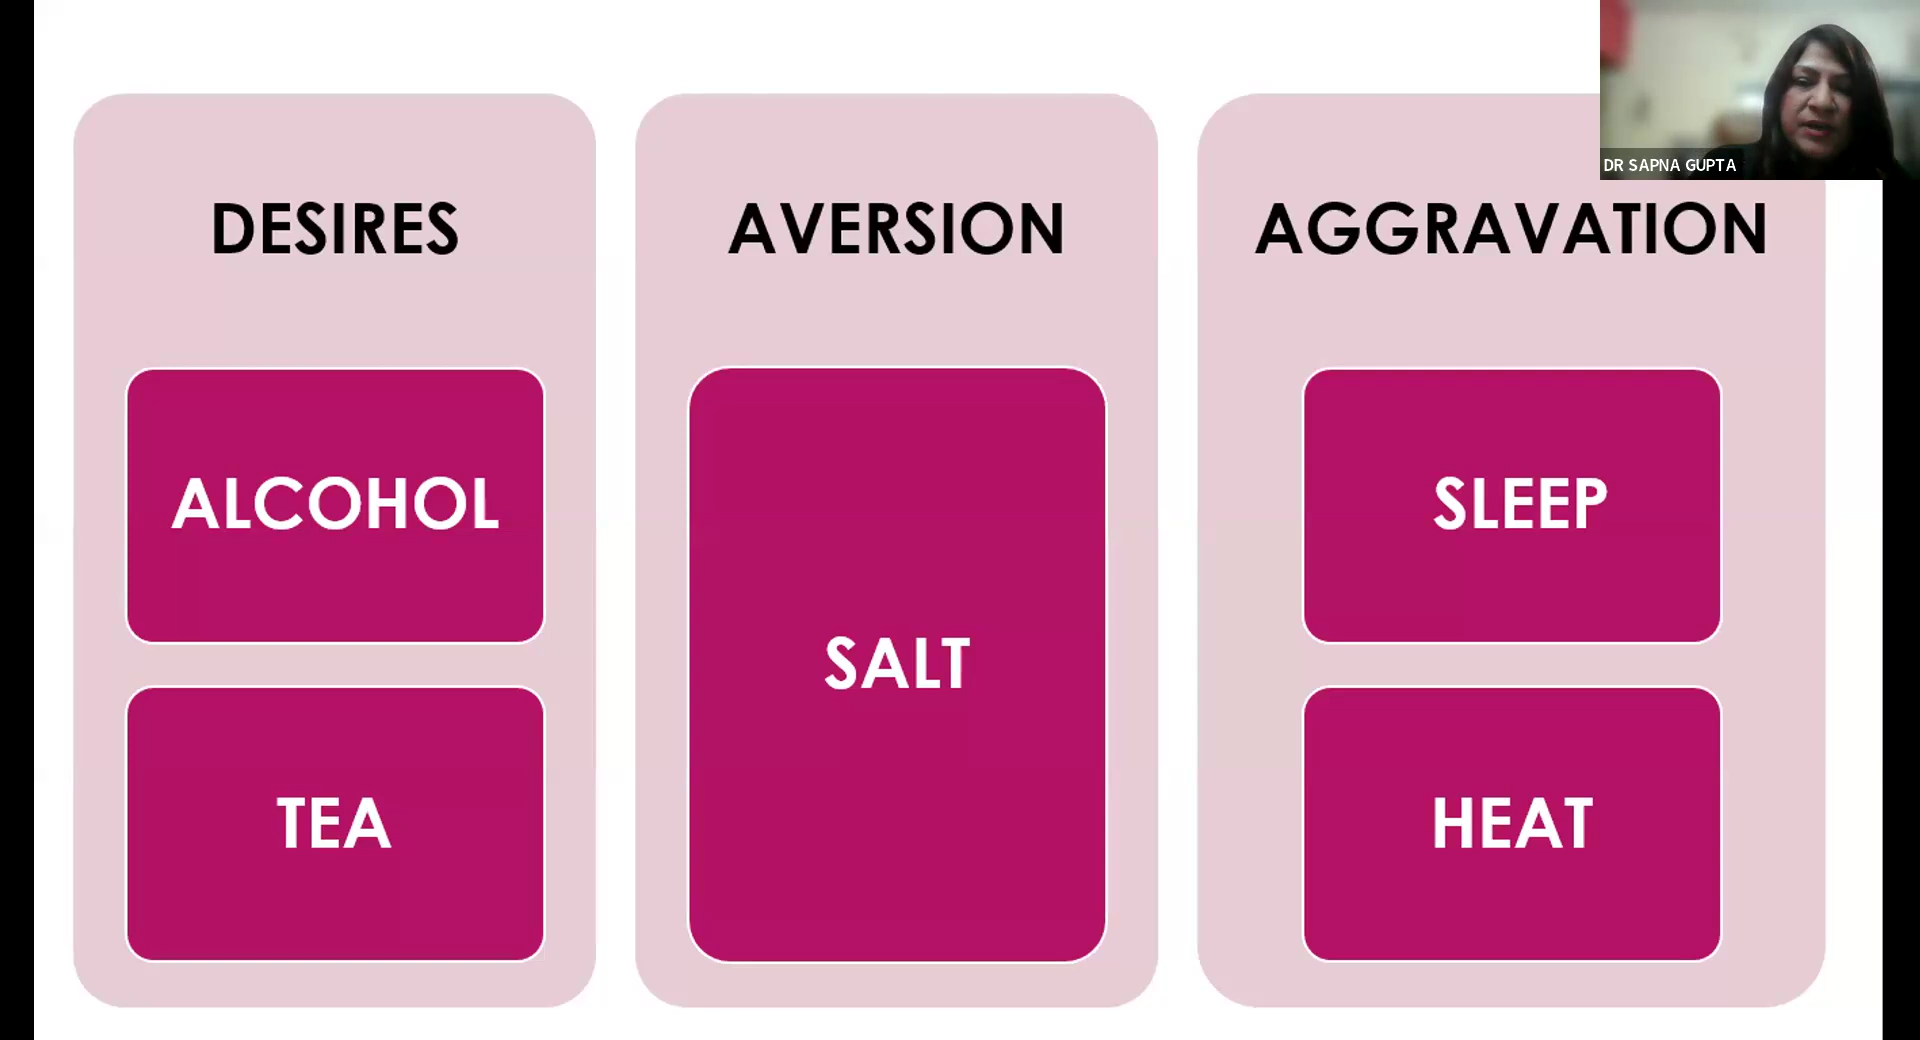 DR SAPNA GUPTA
DESIRES
ALCOHOL
TEA
AVERSION
SALT
AGGRAVATION
SLEEP
HEAT